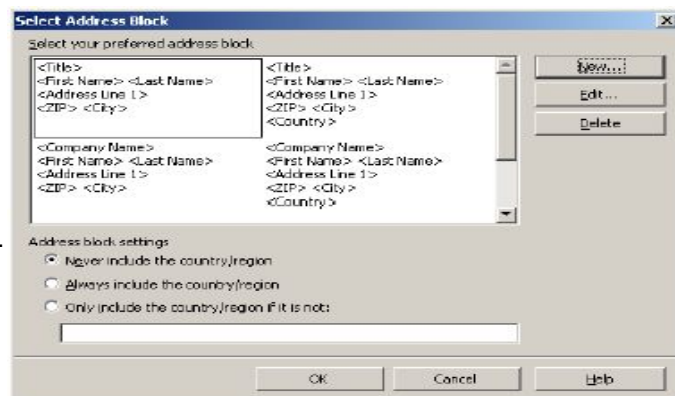 Select Address Block
Select your preferred address block
<Title>
<First Name> <Last Name>
<Address Line 1>
<ZIP> <City>
<Title>
<First Name> <Last Name>
<Address Line 1>
<ZIP> <City>
<Country>
<Company Name>
<First Name> <Last Name>
<Address Line 1>
<ZIP> <City>
<Company Name>
<First Name> <Last Name>
<Address Line 1>
<ZIP> <City>
<Country>
New...
Edit...
Delete
Address block settings
Never include the country/region
Always include the country/region
Only include the country/region if it is not:
OK
Cancel
Help